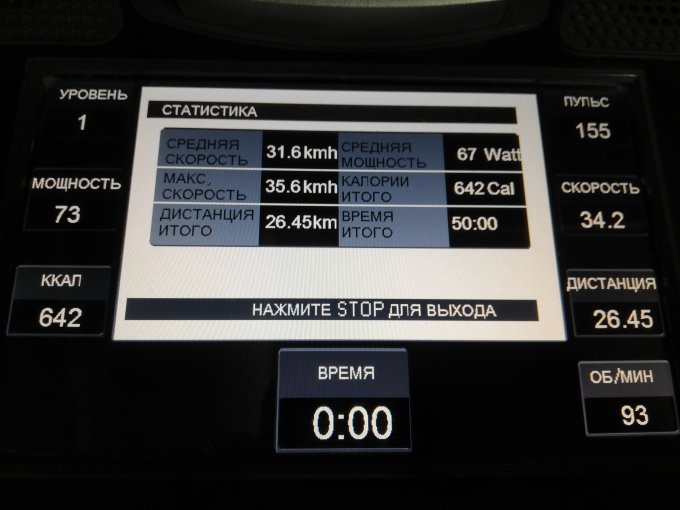 УРОВЕНЬ
1
МОЩНОСТЬ
73
ККАЛ
642
СТАТИСТИКА
СРЕДНЯЯ СКОРОСТЬ 31.6 kmh СРЕДНЯЯ МОЩНОСТЬ 67 Watt
МАКС. СКОРОСТЬ 35.6 kmh КАЛОРИИ ИТОГО 642 Cal
ДИСТАНЦИЯ ИТОГО 26.45 km ВРЕМЯ ИТОГО 50:00
НАЖМИТЕ STOP ДЛЯ ВЫХОДА
ВРЕМЯ
0:00
ПУЛЬС
155
СКОРОСТЬ
34.2
ДИСТАНЦИЯ
26.45
ОБ/МИН
93